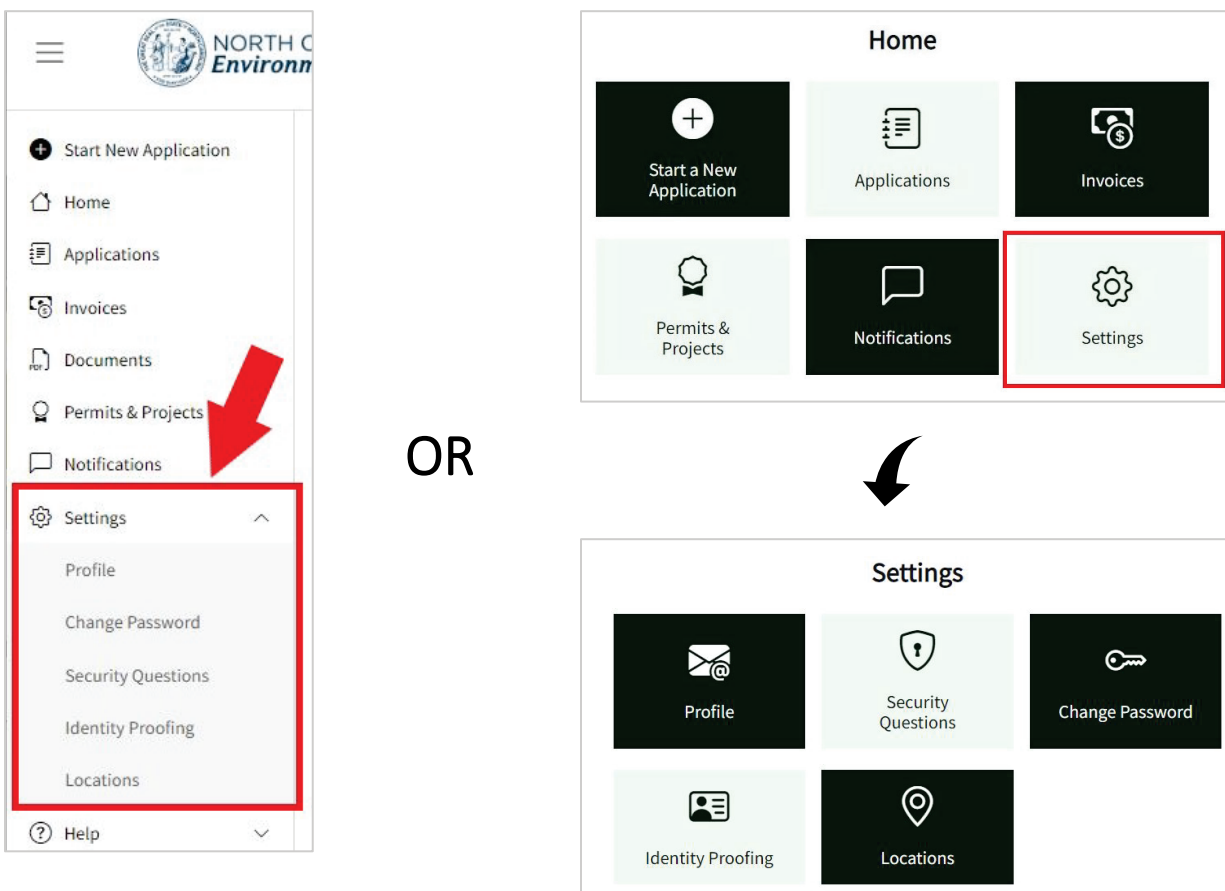 NORTH C
Environm
Start New Application
Home
Applications
Invoices
PDF
Documents
Permits & Projects
Notifications
Settings
Profile
Change Password
Security Questions
Identity Proofing
Locations
Help
OR
Home
Start a New
Application
Applications
$
Invoices
Permits &
Projects
Notifications
Settings
Settings
@
Profile
Security
Questions
Change Password
Identity Proofing
Locations